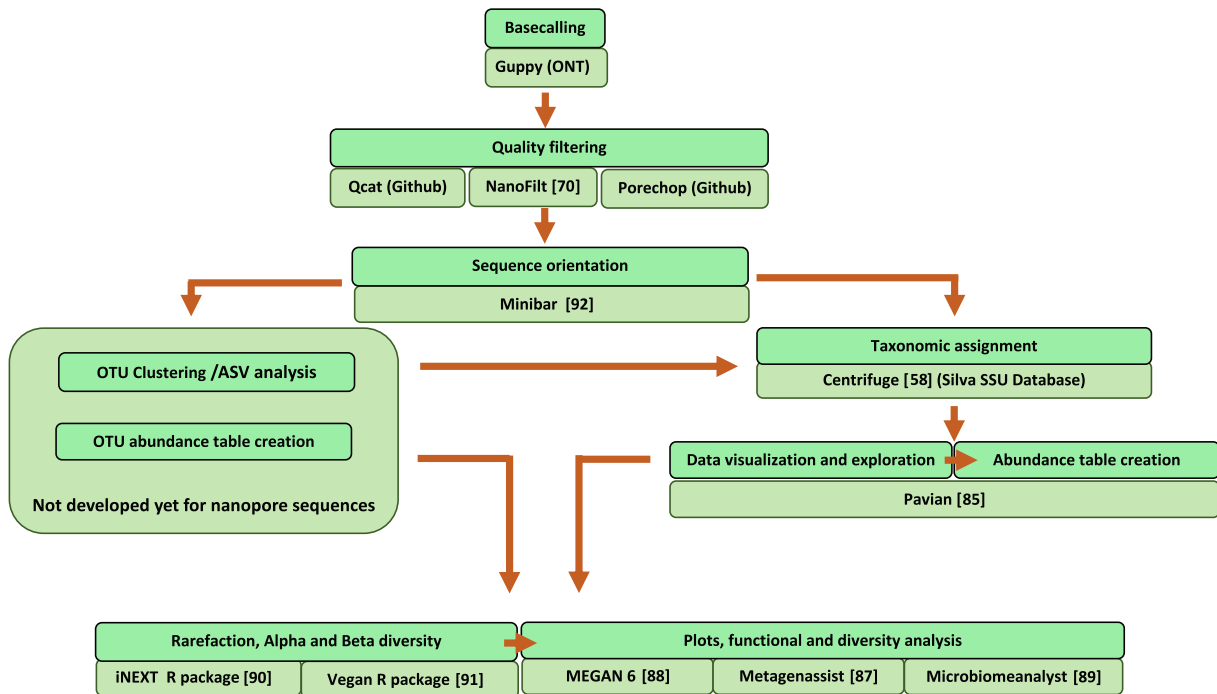 Basecalling
Guppy (ONT)
Quality filtering
Qcat (Github)
NanoFilt [70]
Porechop (Github)
Sequence orientation
Minibar [92]
OTU Clustering /ASV analysis
OTU abundance table creation
Not developed yet for nanopore sequences
Taxonomic assignment
Centrifuge [58] (Silva SSU Database)
Data visualization and exploration
Abundance table creation
Pavian [85]
Rarefaction, Alpha and Beta diversity
iNEXT R package [90]
Vegan R package [91]
Plots, functional and diversity analysis
MEGAN 6 [88]
Metagenassist [87]
Microbiomeanalyst [89]